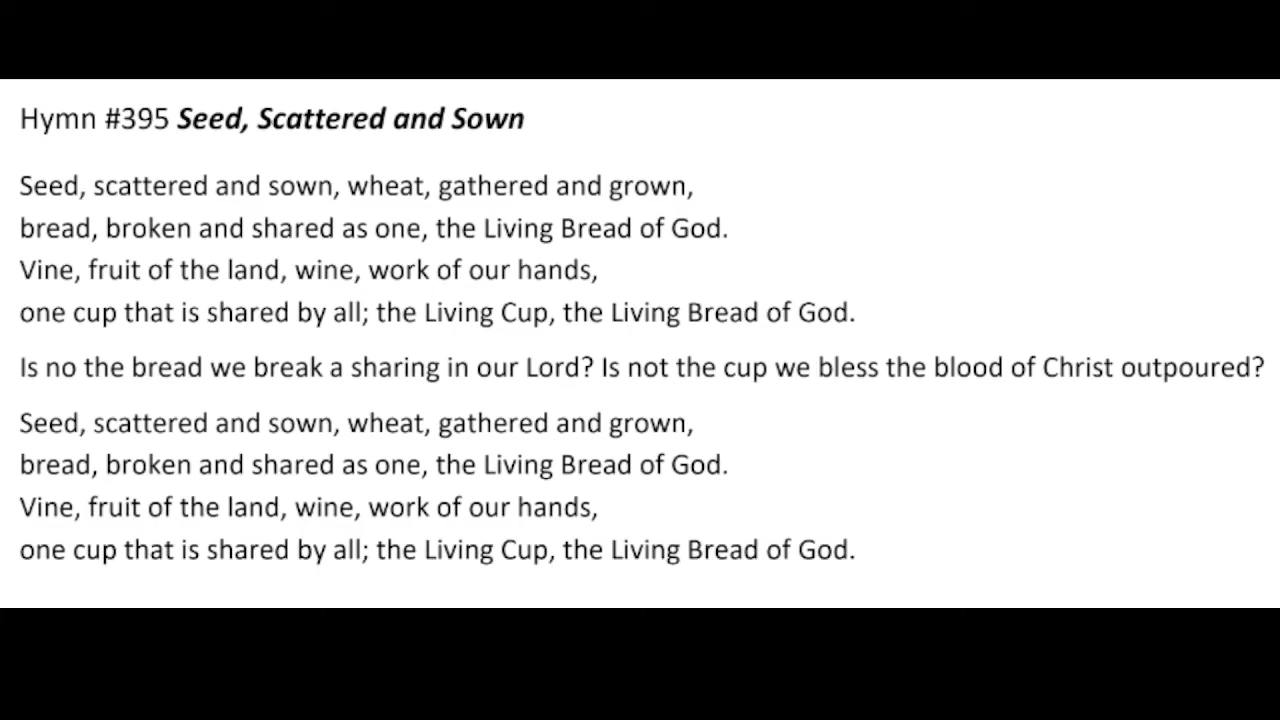 Hymn #395 Seed, Scattered and Sown
Seed, scattered and sown, wheat, gathered and grown,
bread, broken and shared as one, the Living Bread of God.
Vine, fruit of the land, wine, work of our hands,
one cup that is shared by all; the Living Cup, the Living Bread of God.
Is no the bread we break a sharing in our Lord? Is not the cup we bless the blood of Christ outpoured?
Seed, scattered and sown, wheat, gathered and grown,
bread, broken and shared as one, the Living Bread of God.
Vine, fruit of the land, wine, work of our hands,
one cup that is shared by all; the Living Cup, the Living Bread of God.